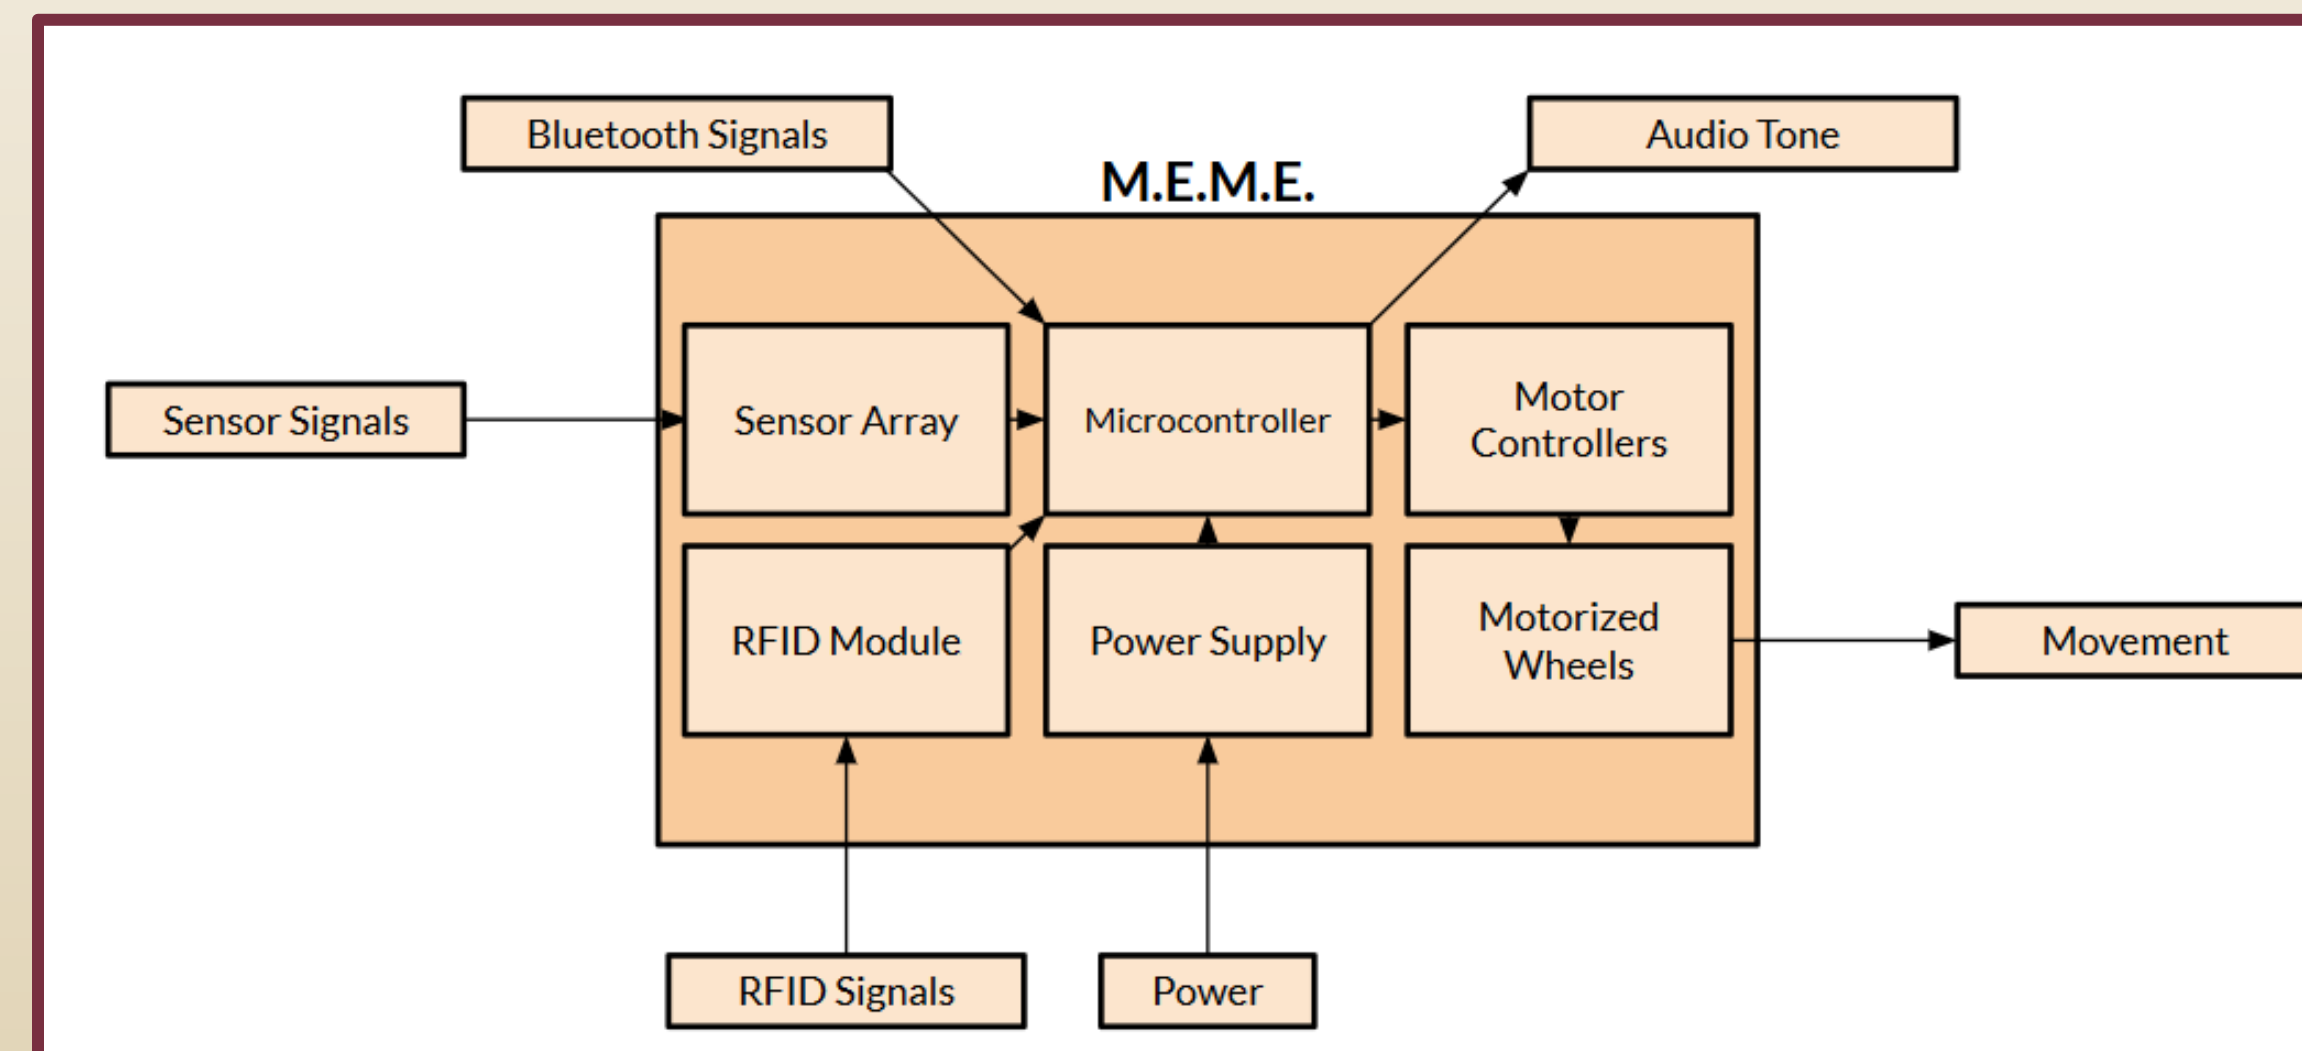 Bluetooth Signals
Audio Tone
M.E.M.E.
Sensor Signals
Sensor Array
Microcontroller
Motor
Controllers
RFID Module
Power Supply
Motorized
Wheels
Movement
RFID Signals
Power